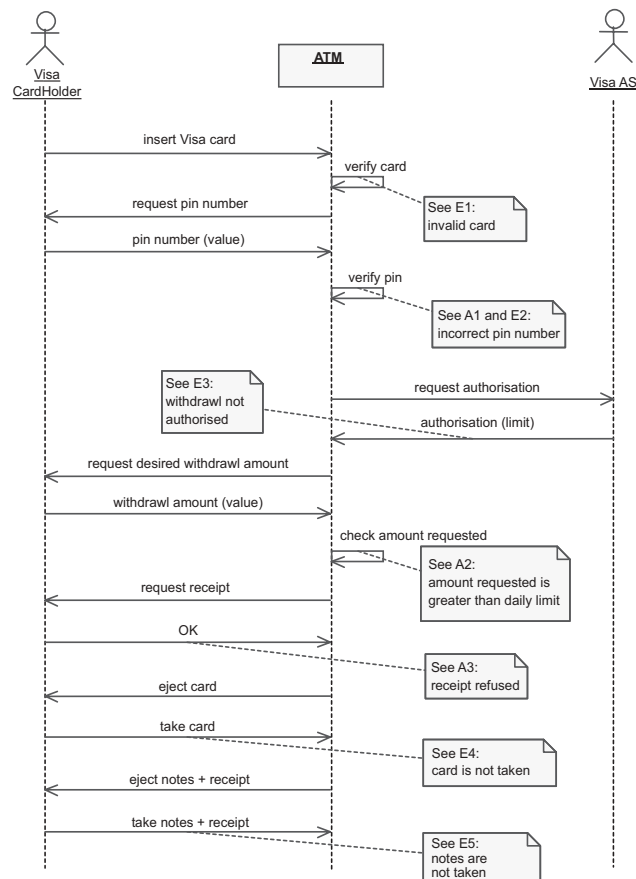 Visa
CardHolder
ATM
Visa AS
insert Visa card
verify card
See E1:
invalid card
request pin number
pin number (value)
verify pin
See A1 and E2:
incorrect pin number
See E3:
withdrawl not
authorised
request authorisation
authorisation (limit)
request desired withdrawl amount
withdrawl amount (value)
check amount requested
See A2:
amount requested is
greater than daily limit
request receipt
OK
See A3:
receipt refused
eject card
take card
See E4:
card is not taken
eject notes + receipt
take notes + receipt
See E5:
notes are
not taken